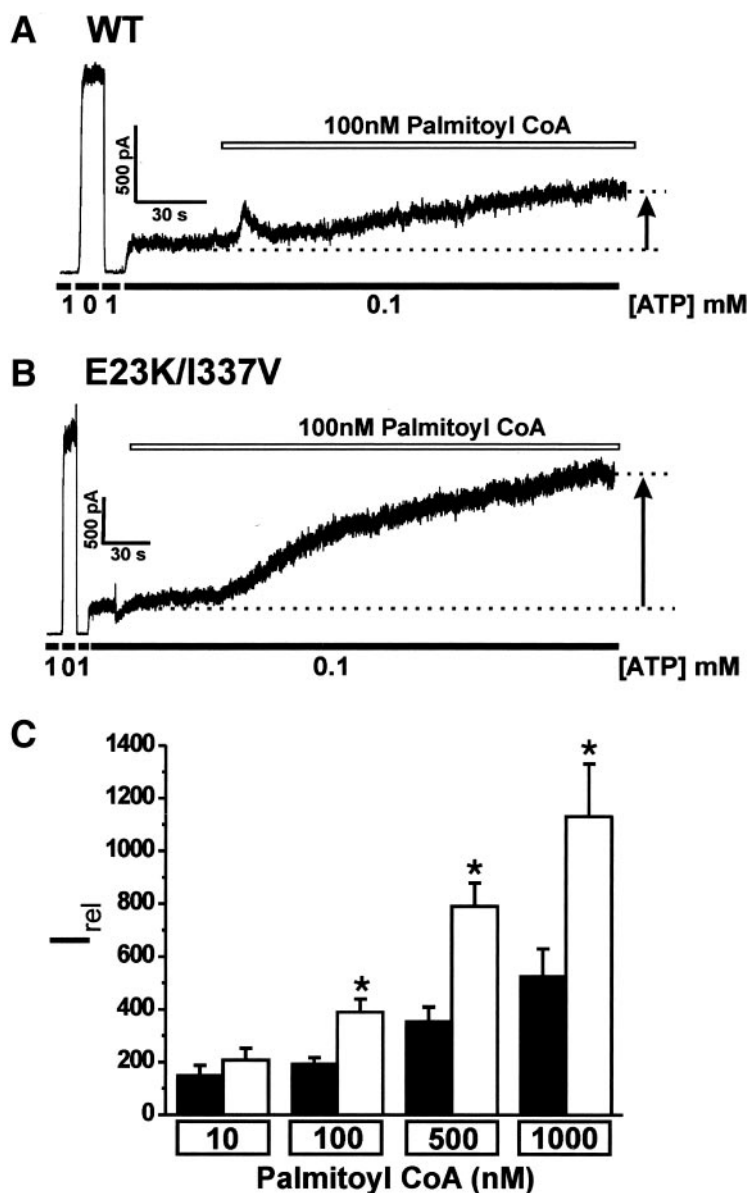 A WT
100nM Palmitoyl CoA
500 pA
30 s
1 0 1 0.1 [ATP] mM
B E23K/I337V
100nM Palmitoyl CoA
500 pA
30 s
1 0 1 0.1 [ATP] mM
C
1400
1200
1000
800
600
400
200
0
Irel
* * *
10 100 500 1000
Palmitoyl CoA (nM)